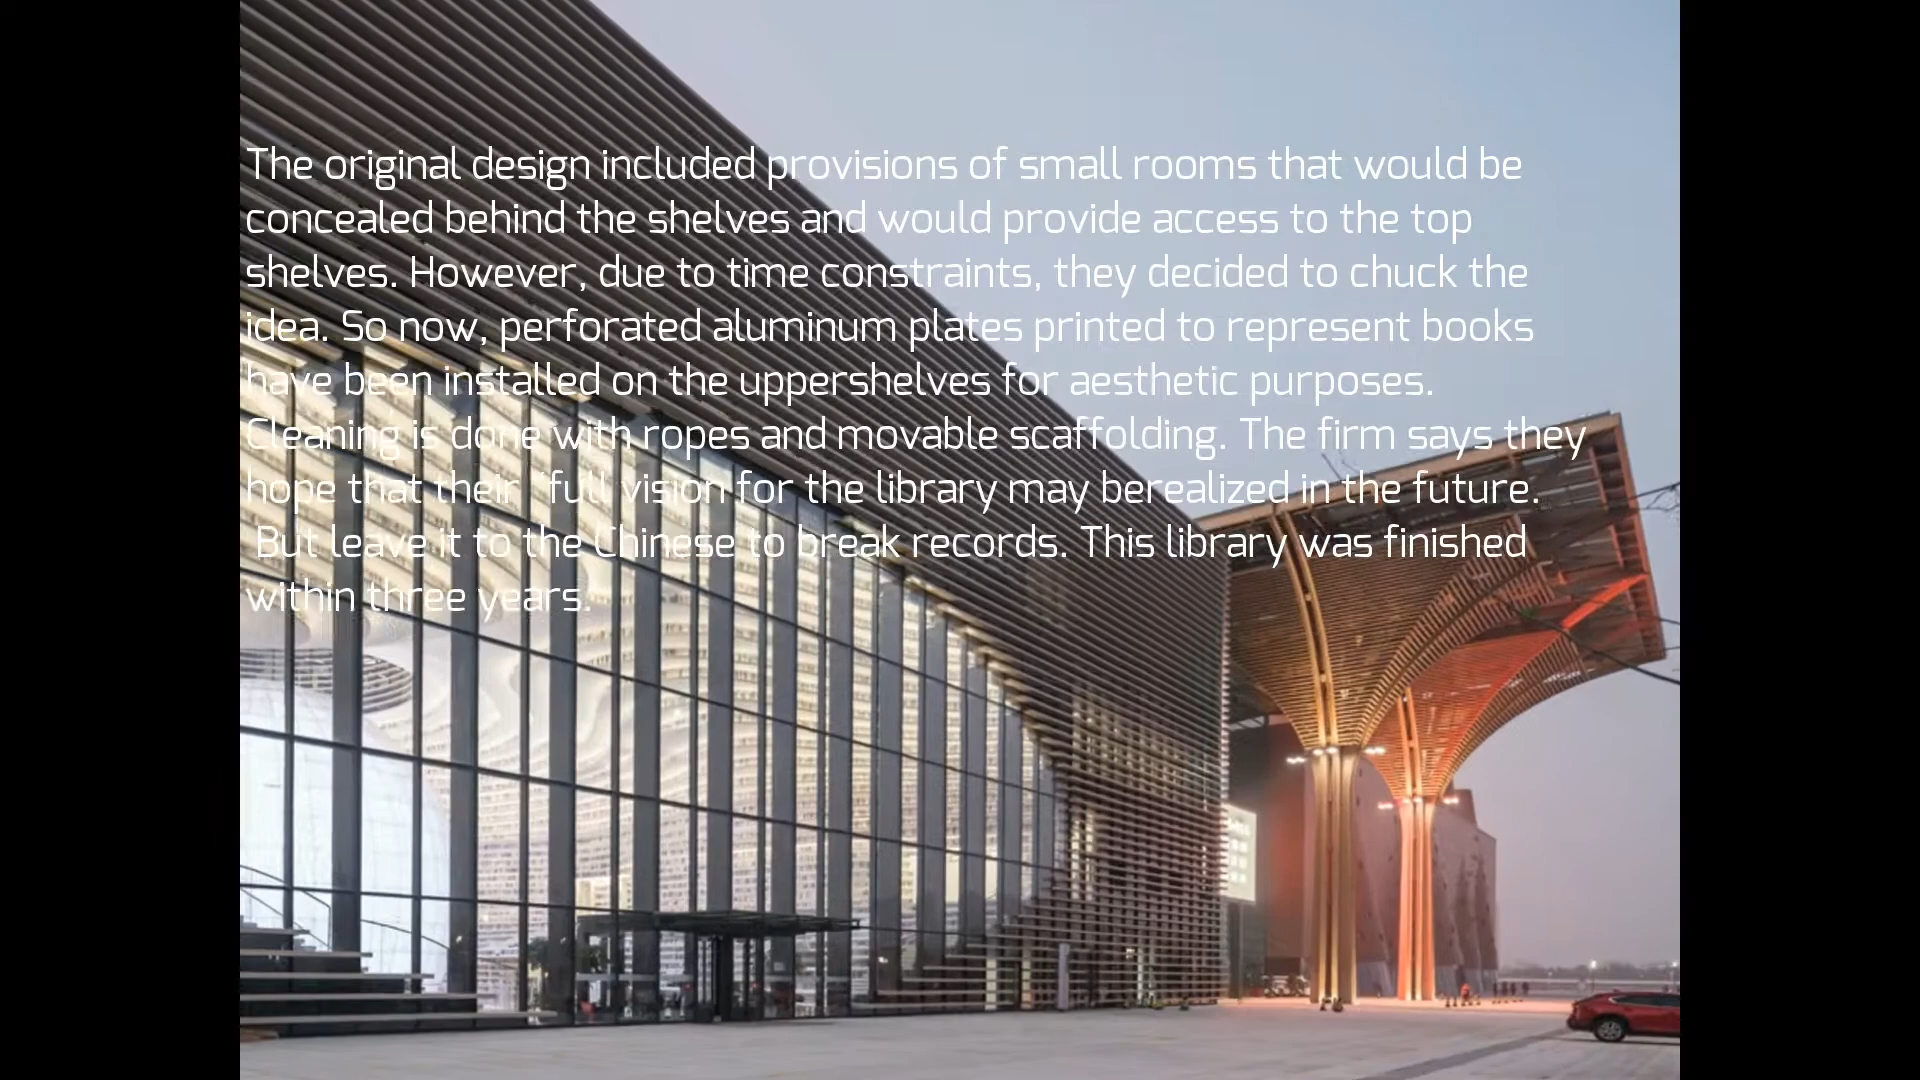 The original design included provisions of small rooms that would be
concealed behind the shelves and would provide access to the top
shelves. However, due to time constraints, they decided to chuck the
idea. So now, perforated aluminum plates printed to represent books
have been installed on the uppershelves for aesthetic purposes.
Cleaning is done with ropes and movable scaffolding. The firm says they
hope that their 'full vision for the library may berealized in the future.
But leave it to the Chinese to break records. This library was finished
within three years.